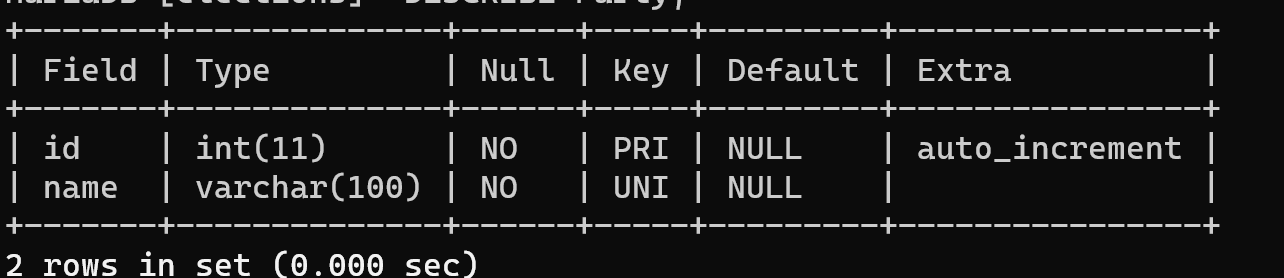 MariaDB [elections]> DESCRIBE Party;
+-------+--------------+------+-----+---------+----------------+
| Field | Type         | Null | Key | Default | Extra          |
+-------+--------------+------+-----+---------+----------------+
| id    | int(11)      | NO   | PRI | NULL    | auto_increment |
| name  | varchar(100) | NO   | UNI | NULL    |                |
+-------+--------------+------+-----+---------+----------------+
2 rows in set (0.000 sec)